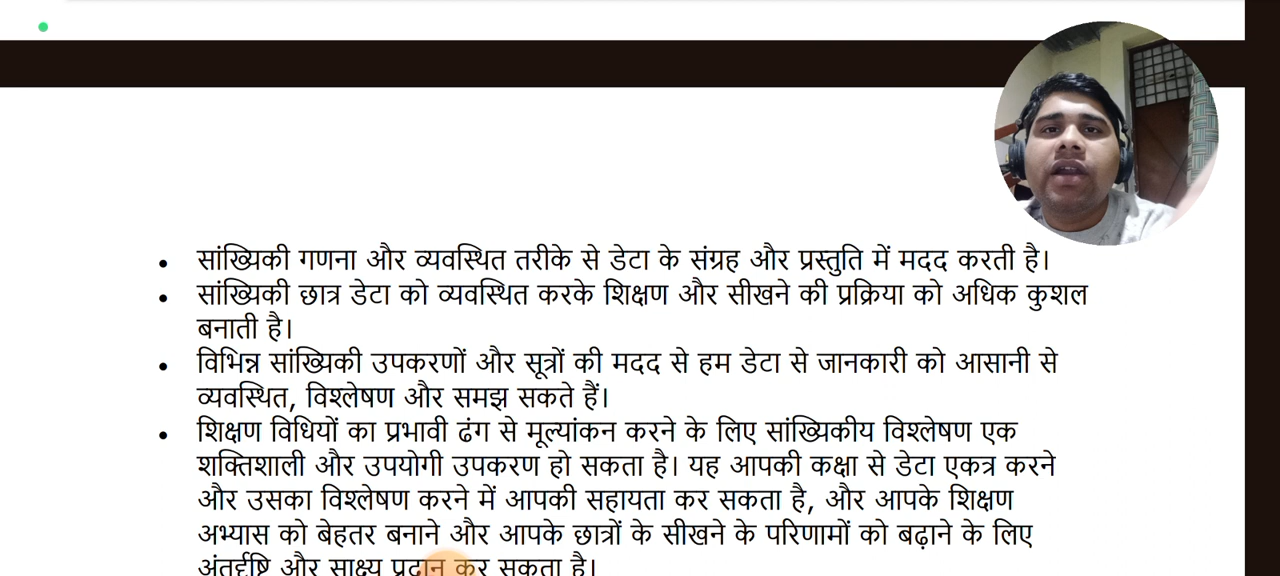 सांख्यिकी गणना और व्यवस्थित तरीके से डेटा के संग्रह और प्रस्तुति में मदद करती है।
सांख्यिकी छात्र डेटा को व्यवस्थित करके शिक्षण और सीखने की प्रक्रिया को अधिक कुशल
बनाती है।
विभिन्न सांख्यिकी उपकरणों और सूत्रों की मदद से हम डेटा से जानकारी को आसानी से
व्यवस्थित, विश्लेषण और समझ सकते हैं।
शिक्षण विधियों का प्रभावी ढंग से मूल्यांकन करने के लिए सांख्यिकीय विश्लेषण एक
शक्तिशाली और उपयोगी उपकरण हो सकता है। यह आपकी कक्षा से डेटा एकत्र करने
और उसका विश्लेषण करने में आपकी सहायता कर सकता है, और आपके शिक्षण
अभ्यास को बेहतर बनाने और आपके छात्रों के सीखने के परिणामों को बढ़ाने के लिए
अंतर्दृष्टि और साक्ष्य प्रदान कर सकता है।